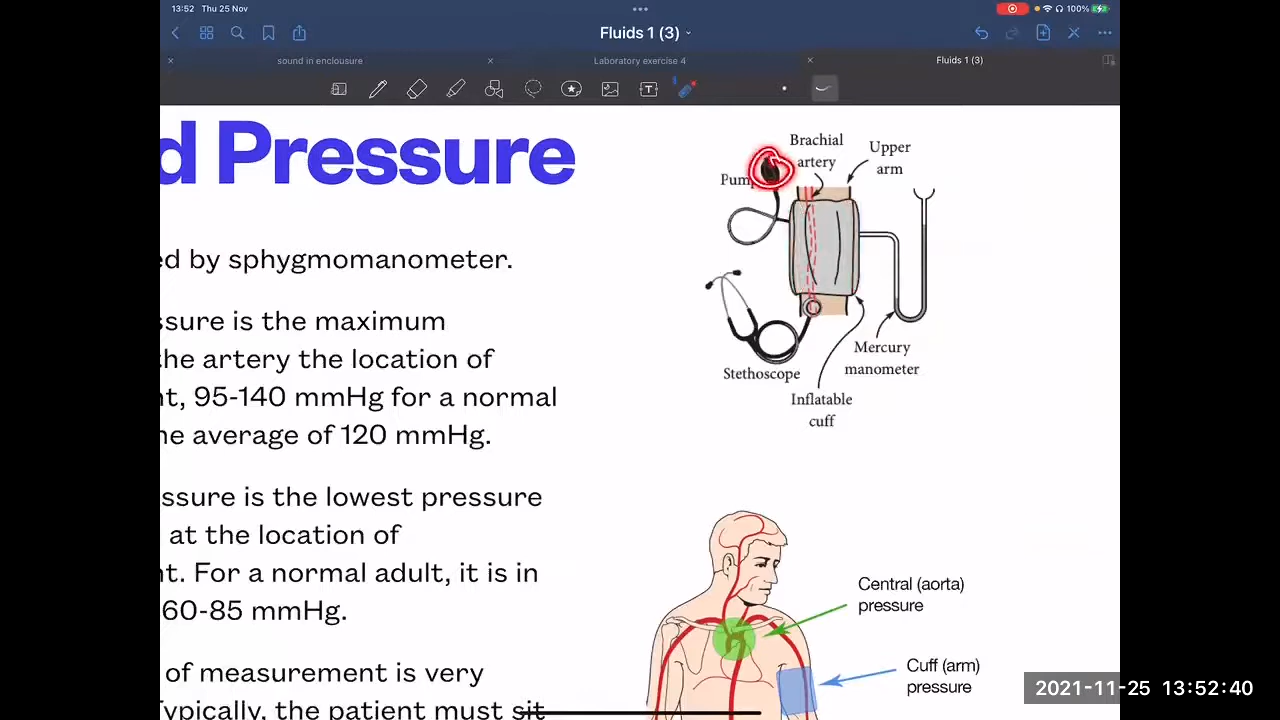 13:52 Thu 25 Nov
100%
Fluids 1 (3)
sound in enclousure
Laboratory exercise 4
Fluids 1 (3)
d Pressure
ed by sphygmomanometer.
ssure is the maximum
the artery the location of
nt, 95-140 mmHg for a normal
he average of 120 mmHg.
ssure is the lowest pressure
at the location of
nt. For a normal adult, it is in
60-85 mmHg.
of measurement is very
Typically, the patient must sit
Brachial
artery
Upper
arm
Pump
Mercury
manometer
Stethoscope
Inflatable
cuff
Central (aorta)
pressure
Cuff (arm)
pressure
2021-11-25 13:52:40